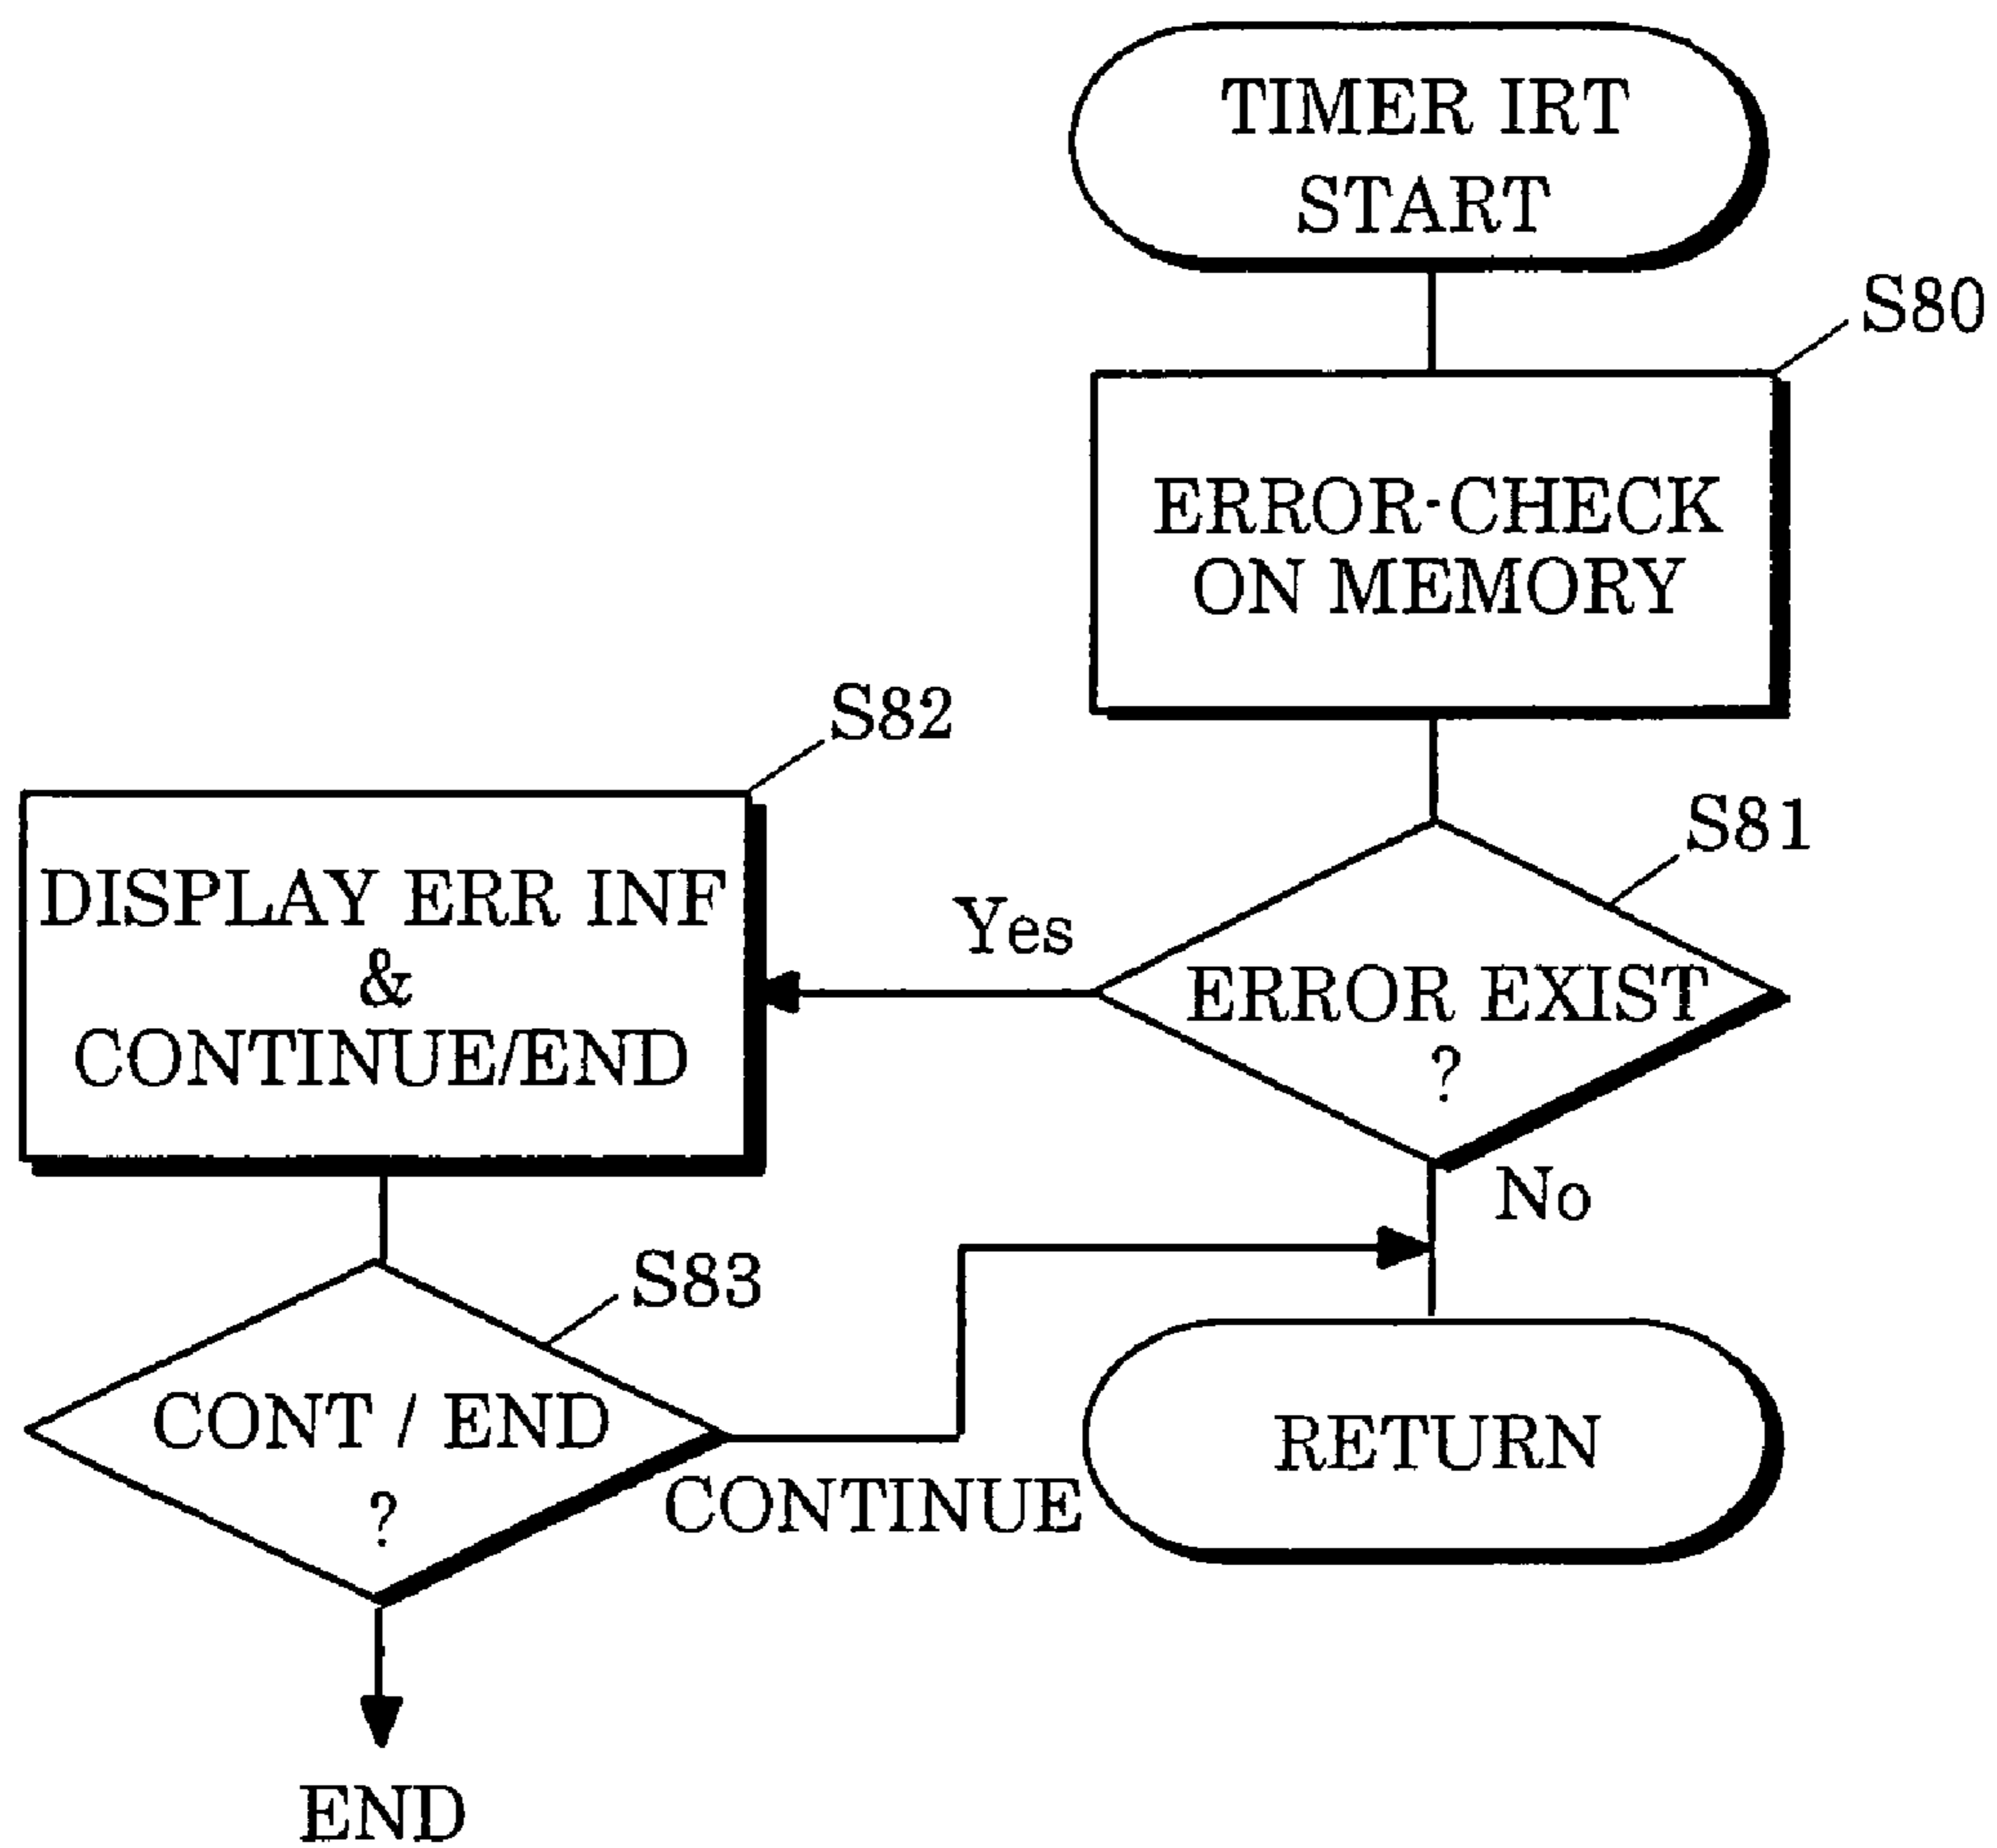 TIMER IRT
START
S80
ERROR-CHECK
ON MEMORY
S82
S81
DISPLAY ERR INF
&
CONTINUE/END
Yes
ERROR EXIST
?
No
S83
CONT / END
?
CONTINUE
RETURN
END